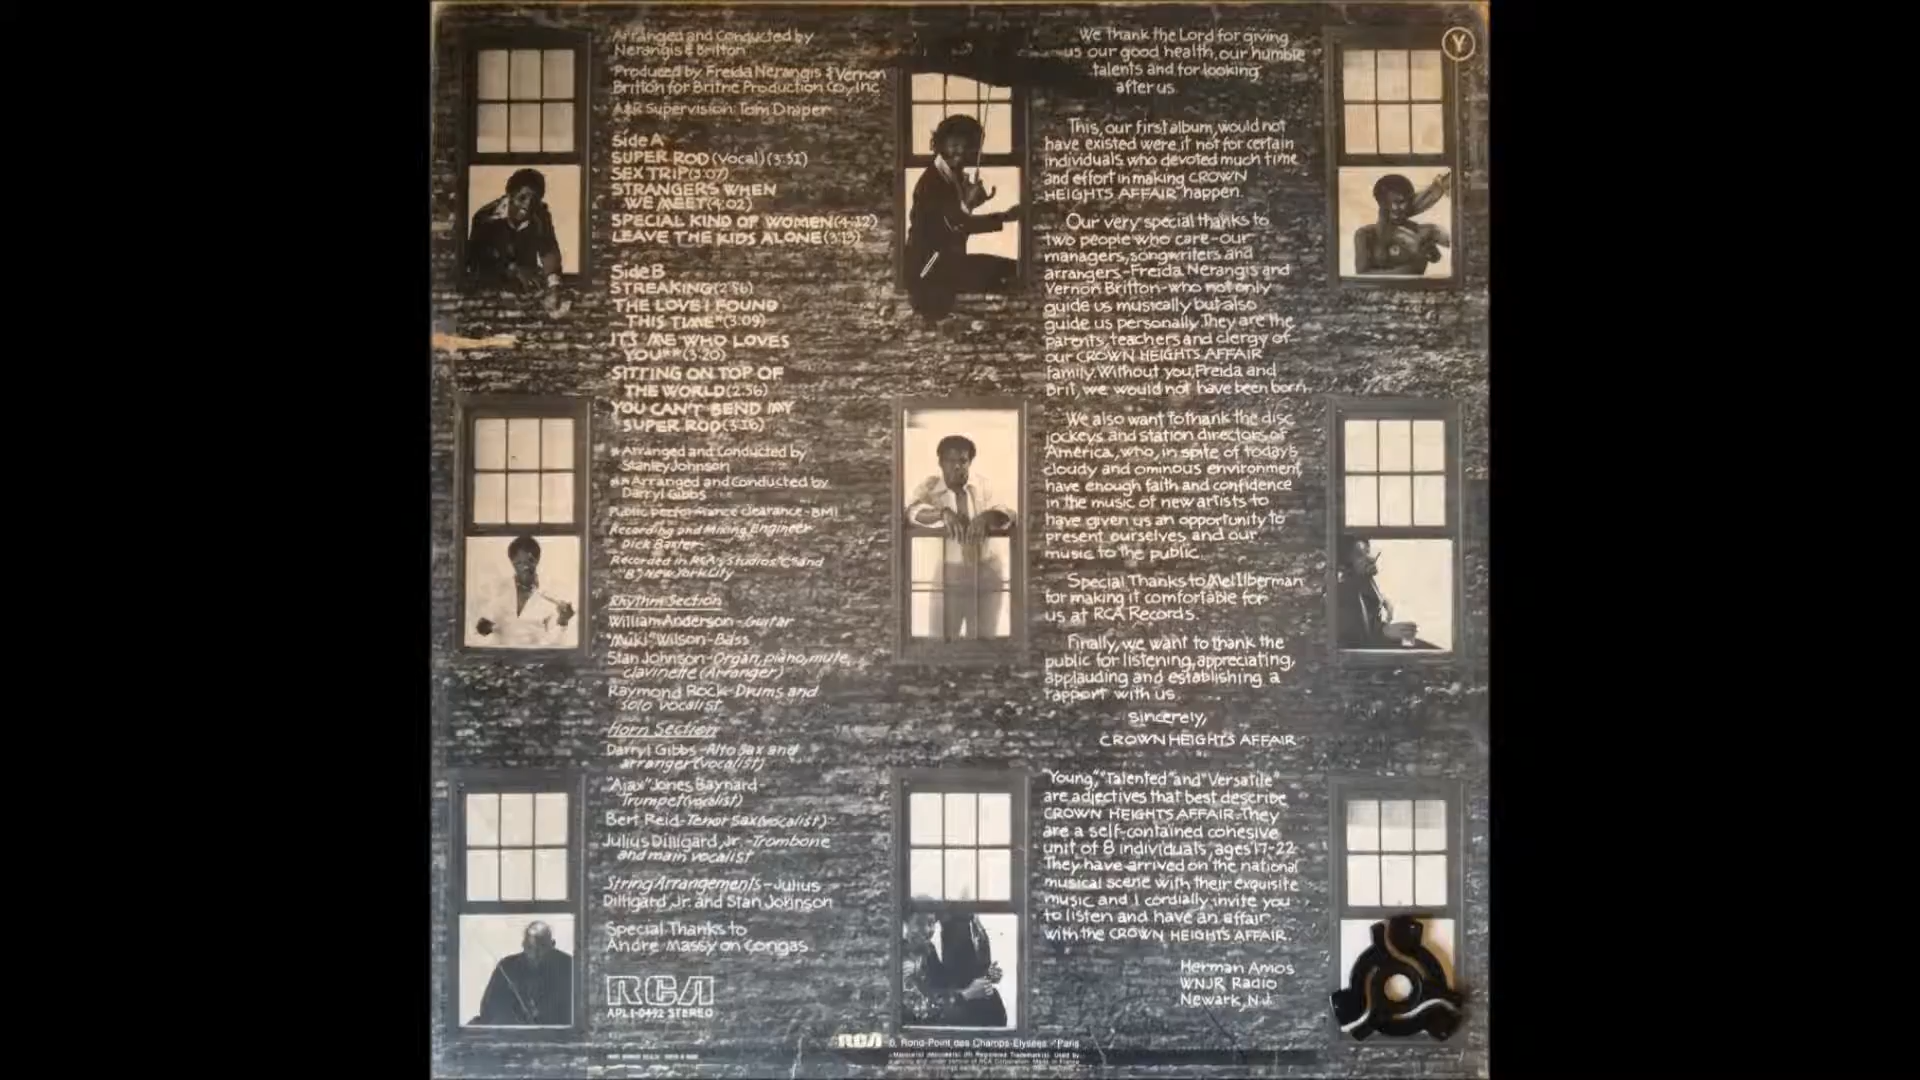 Arranged and Conducted by
Nerangis & Britton
Produced by Freida Nerangis & Vernon
Britton for Britne Production Co., Inc
A&R Supervision: Tom Draper
Side A
SUPER ROD (Vocal) (3:51)
SEX TRIP (3:07)
STRANGERS WHEN
WE MEET (4:02)
SPECIAL KIND OF WOMEN (4:12)
LEAVE THE KIDS ALONE (3:13)
Side B
STREAKING (2:56)
THE LOVE I FOUND
THIS TIME* (3:09)
IT'S ME WHO LOVES
YOU** (3:20)
SITTING ON TOP OF
THE WORLD (2:56)
YOU CAN'T BEND MY
SUPER ROD (3:16)
*Arranged and Conducted by
Stanley Johnson
**Arranged and Conducted by
Darryl Gibbs
Public performance clearance - BMI
Recording and Mixing Engineer
Dick Baxter
Recorded in RCA's Studios "C" and
"B", New York City
Rhythm Section
William Anderson - Guitar
"Muki" Wilson - Bass
Stan Johnson - Organ, piano, mute,
clavinette (Arranger)
Raymond Rock - Drums and
solo vocalist
Horn Section
Darryl Gibbs - Alto Sax and
arranger (vocalist)
"Ajax" Jones Baynard -
Trumpet (vocalist)
Bert Reid - Tenor Sax (vocalist)
Julius Dilligard, Jr. - Trombone
and main vocalist
String Arrangements - Julius
Dilligard, Jr. and Stan Johnson
Special Thanks to
Andre Massy on Congas
RCA
APL1-0492 STEREO
We thank the Lord for giving
us our good health, our humble
talents and for looking
after us.
This, our first album, would not
have existed were it not for certain
individuals who devoted much time
and effort in making CROWN
HEIGHTS AFFAIR happen.
Our very special thanks to
two people who care - our
managers, songwriters and
arrangers - Freida Nerangis and
Vernon Britton - who not only
guide us musically but also
guide us personally. They are the
parents, teachers and clergy of
our CROWN HEIGHTS AFFAIR
family. Without you, Freida and
Brit, we would not have been born.
We also want to thank the disc
jockeys and station directors of
America, who, in spite of today's
cloudy and ominous environment,
have enough faith and confidence
in the music of new artists to
have given us an opportunity to
present ourselves and our
music to the public.
Special Thanks to Mel Ilberman
for making it comfortable for
us at RCA Records.
Finally, we want to thank the
public for listening, appreciating,
applauding and establishing a
rapport with us.
Sincerely,
CROWN HEIGHTS AFFAIR
"Young," "Talented" and "Versatile"
are adjectives that best describe
CROWN HEIGHTS AFFAIR. They
are a self-contained cohesive
unit of 8 individuals, ages 17-22.
They have arrived on the national
musical scene with their exquisite
music and I cordially invite you
to listen and have an affair
with the CROWN HEIGHTS AFFAIR.
Herman Amos
WNJR Radio
Newark, N.J.
RCA 9, Rond-Point des Champs-Elysées - Paris
Y